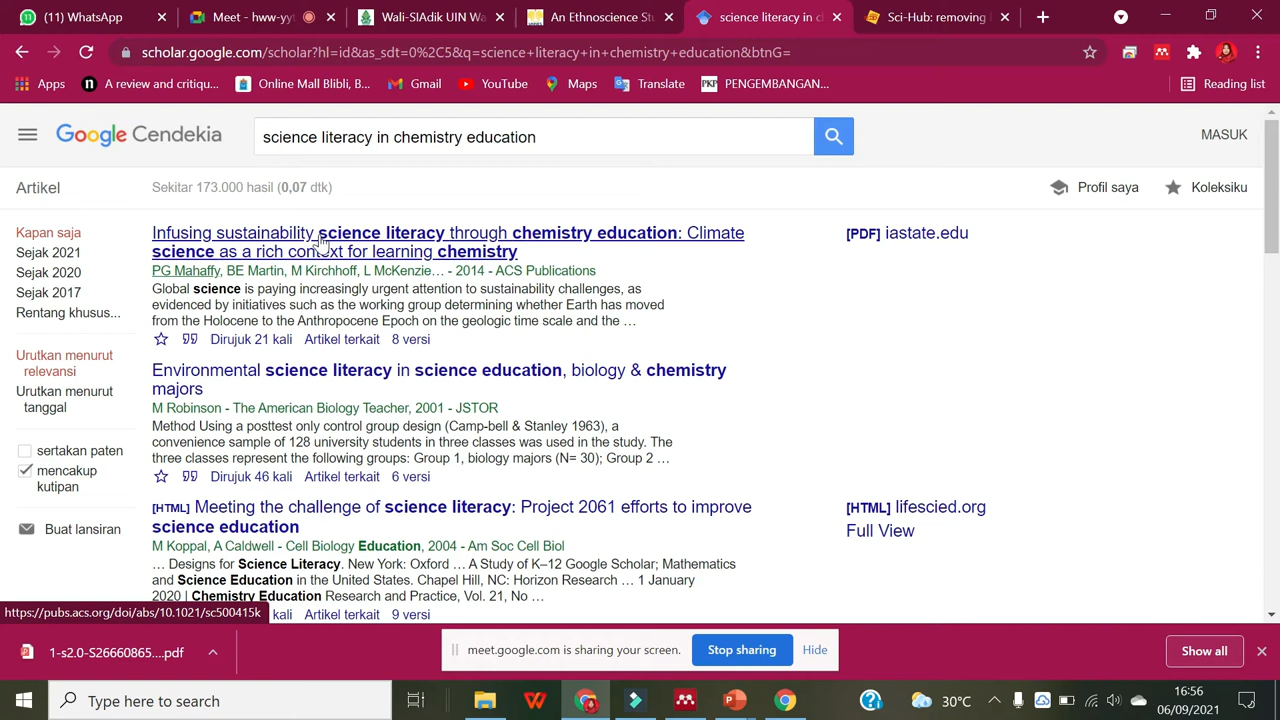 (11) WhatsApp
Meet - hww-yy
Wali-SIAdik UIN Wa
An Ethnoscience Stu
science literacy in c
Sci-Hub: removing
scholar.google.com/scholar?hl=id&as_sdt=0%2C5&q=science+literacy+in+chemistry+education&btnG=
Apps
A review and critiqu...
Online Mall Blibli, B...
Gmail
YouTube
Maps
Translate
PENGEMBANGAN...
Reading list
Google Cendekia
science literacy in chemistry education
MASUK
Artikel
Sekitar 173.000 hasil (0,07 dtk)
Profil saya
Koleksiku
Kapan saja
Sejak 2021
Sejak 2020
Sejak 2017
Rentang khusus...
Urutkan menurut
relevansi
Urutkan menurut
tanggal
sertakan paten
mencakup
kutipan
Buat lansiran
Infusing sustainability science literacy through chemistry education: Climate
science as a rich context for learning chemistry
PG Mahaffy, BE Martin, M Kirchhoff, L McKenzie... - 2014 - ACS Publications
Global science is paying increasingly urgent attention to sustainability challenges, as
evidenced by initiatives such as the working group determining whether Earth has moved
from the Holocene to the Anthropocene Epoch on the geologic time scale and the ...
Dirujuk 21 kali Artikel terkait 8 versi
[PDF] iastate.edu
Environmental science literacy in science education, biology & chemistry
majors
M Robinson - The American Biology Teacher, 2001 - JSTOR
Method Using a posttest only control group design (Camp-bell & Stanley 1963), a
convenience sample of 128 university students in three classes was used in the study. The
three classes represent the following groups: Group 1, biology majors (N= 30); Group 2 ...
Dirujuk 46 kali Artikel terkait 6 versi
[HTML] Meeting the challenge of science literacy: Project 2061 efforts to improve
science education
M Koppal, A Caldwell - Cell Biology Education, 2004 - Am Soc Cell Biol
... Designs for Science Literacy. New York: Oxford ... A Study of K–12 Google Scholar; Mathematics
and Science Education in the United States. Chapel Hill, NC: Horizon Research ... 1 January
2020 | Chemistry Education Research and Practice, Vol. 21, No ...
kali Artikel terkait 9 versi
[HTML] lifescied.org
Full View
https://pubs.acs.org/doi/abs/10.1021/sc500415k
1-s2.0-S26660865....pdf
meet.google.com is sharing your screen.
Stop sharing
Hide
Show all
Type here to search
30°C
16:56
06/09/2021